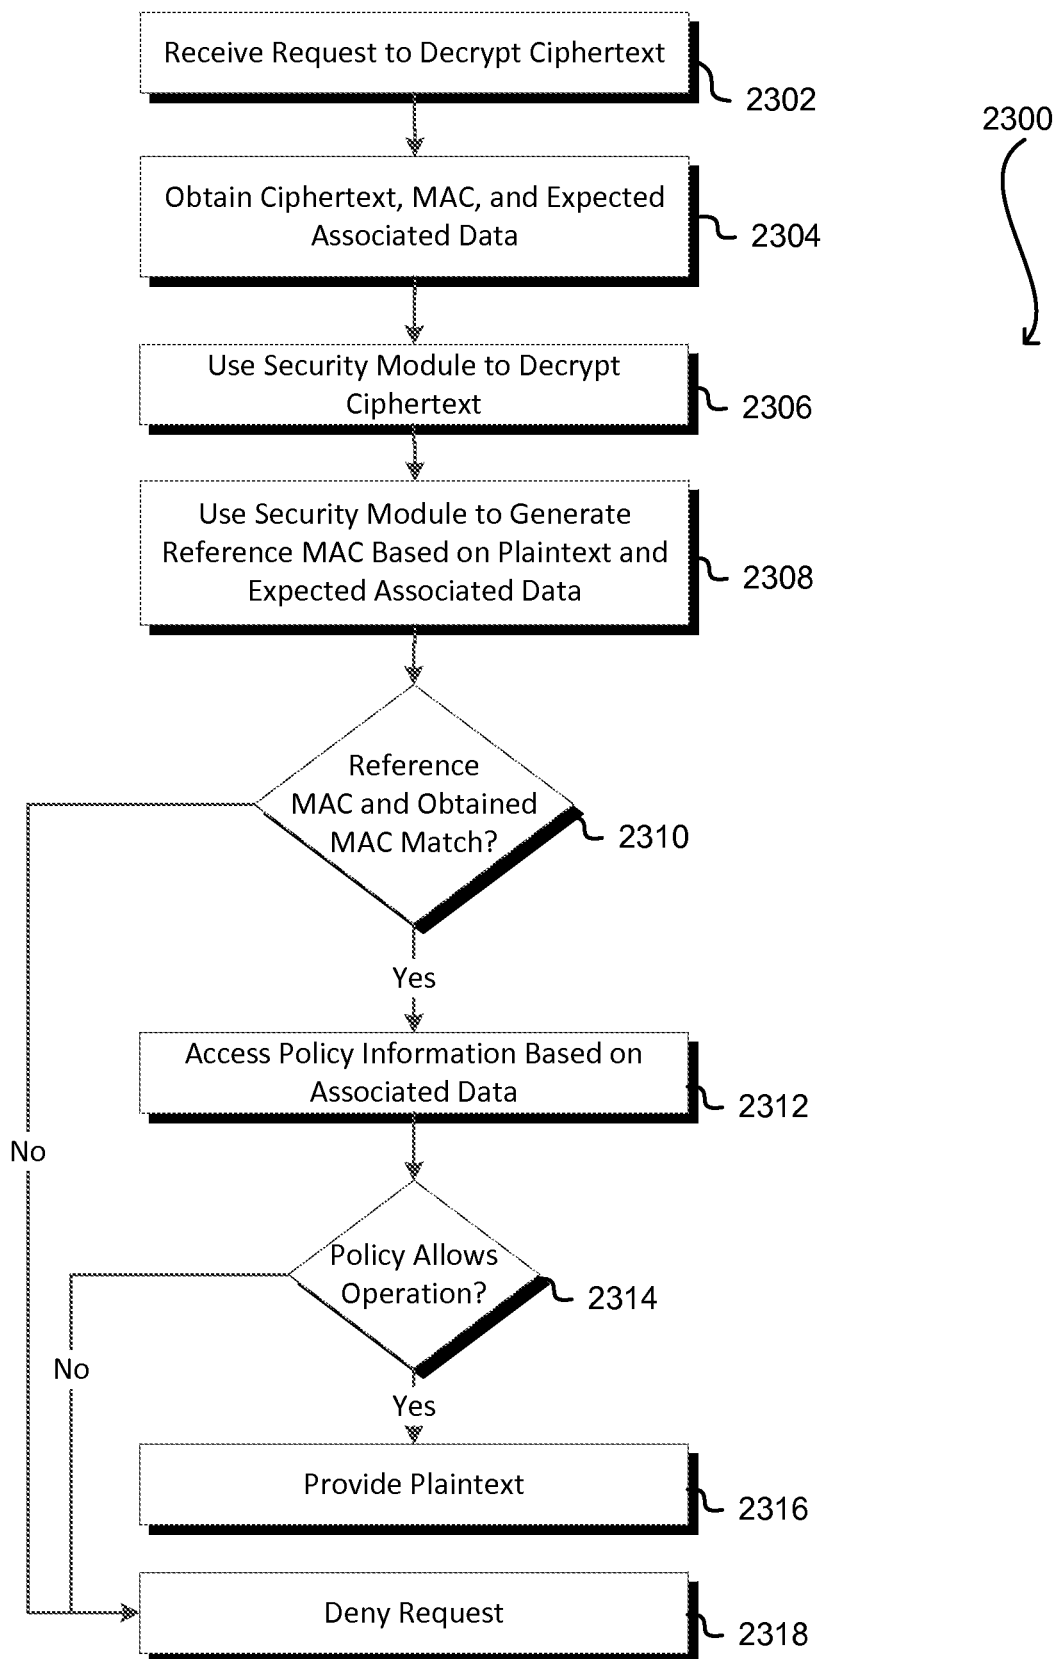 Receive Request to Decrypt Ciphertext
2302
2300
Obtain Ciphertext, MAC, and Expected
Associated Data
2304
Use Security Module to Decrypt
Ciphertext
2306
Use Security Module to Generate
Reference MAC Based on Plaintext and
Expected Associated Data
2308
Reference
MAC and Obtained
MAC Match?
2310
Yes
Access Policy Information Based on
Associated Data
2312
No
Policy Allows
Operation?
2314
No
Yes
Provide Plaintext
2316
Deny Request
2318